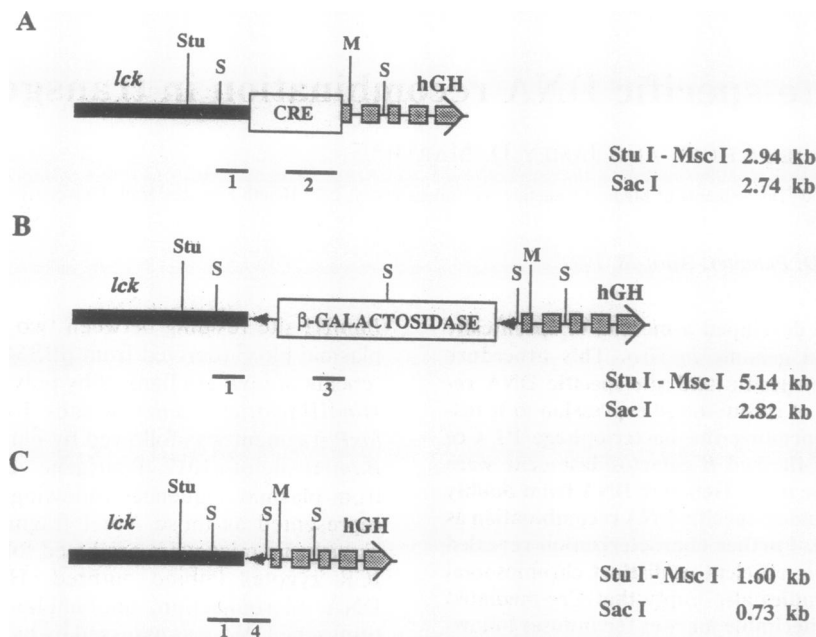 A
Stu
lck
S
M
S
hGH
CRE
1
2
Stu I - Msc I 2.94 kb
Sac I 2.74 kb
B
Stu
lck
S
S
S
M
S
hGH
β-GALACTOSIDASE
1
3
Stu I - Msc I 5.14 kb
Sac I 2.82 kb
C
Stu
lck
S
S
M
S
hGH
1
4
Stu I - Msc I 1.60 kb
Sac I 0.73 kb